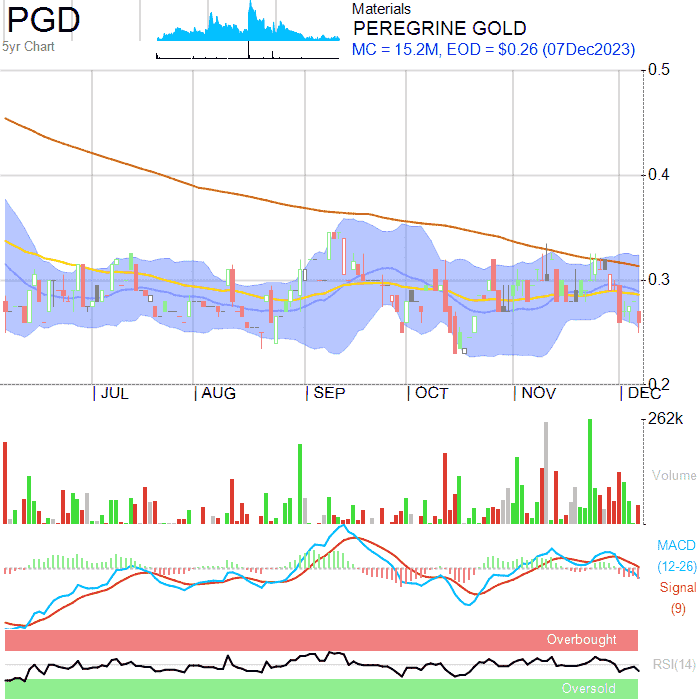 PGD
5yr Chart
Materials
PEREGRINE GOLD
MC = 15.2M, EOD = $0.26 (07Dec2023)
0.5
0.4
0.3
0.2
JUL AUG SEP OCT NOV DEC
262k
Volume
MACD
(12-26)
Signal
(9)
Overbought
RSI(14)
Oversold